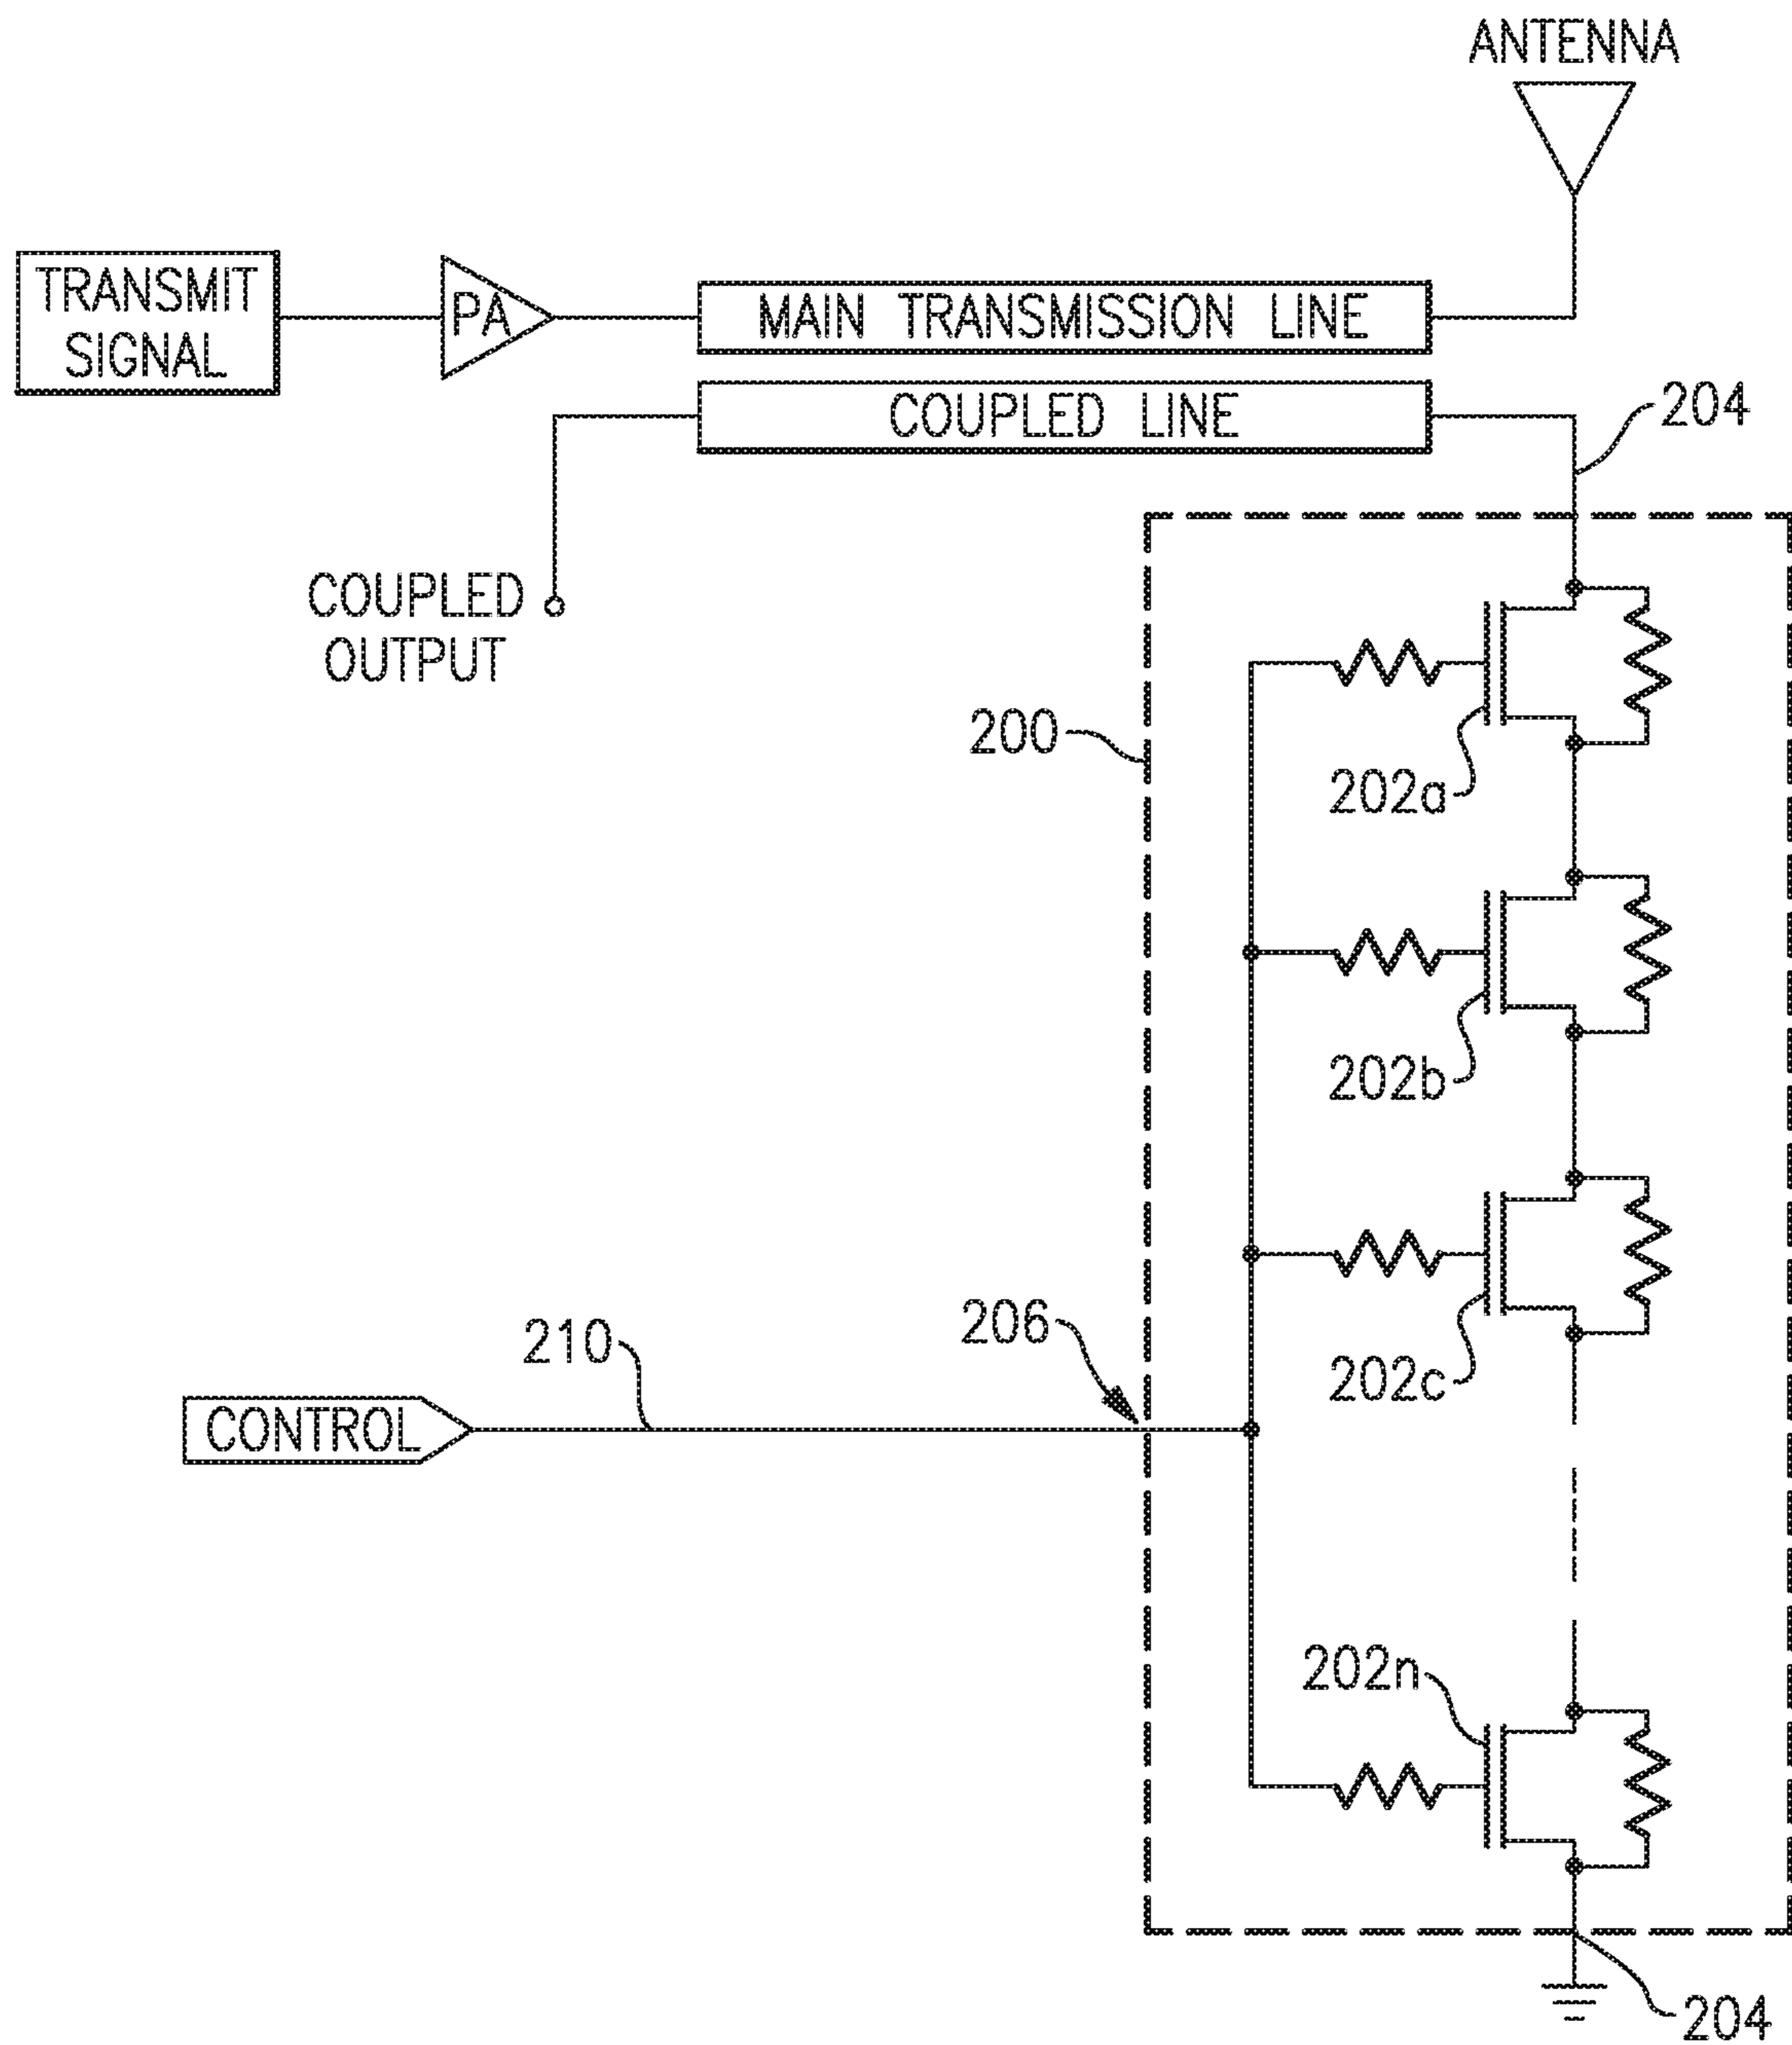 ANTENNA
TRANSMIT
SIGNAL
PA
MAIN TRANSMISSION LINE
COUPLED LINE
204
COUPLED
OUTPUT
200
202a
202b
206
210
202c
CONTROL
202n
204